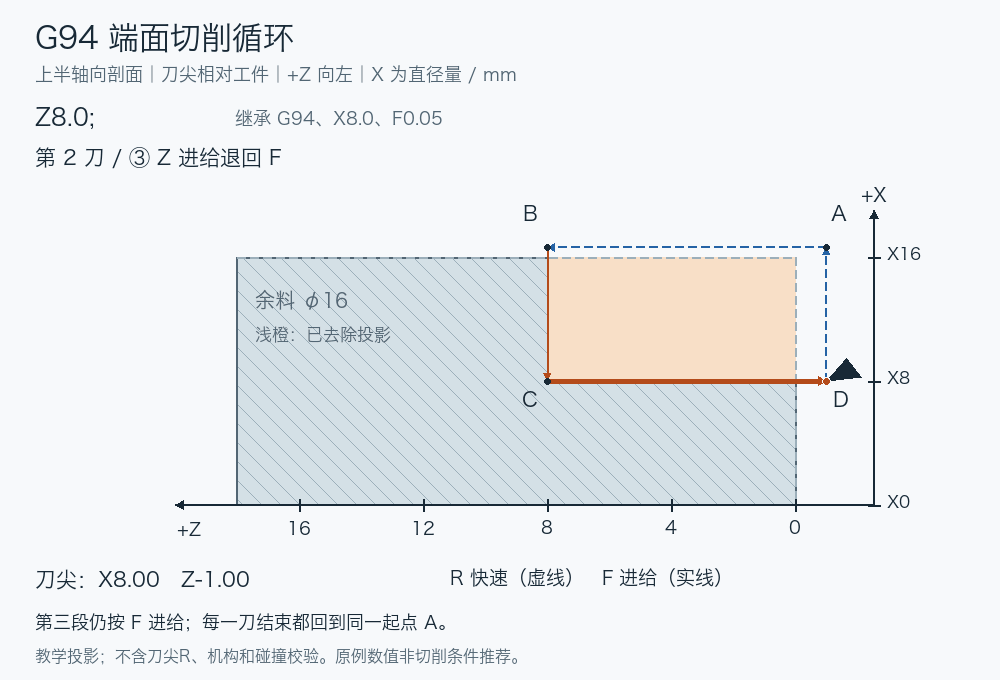 G94 端面切削循环
上半轴向剖面｜刀尖相对工件｜+Z 向左｜X 为直径量 / mm
Z8.0; 继承 G94、X8.0、F0.05
第 2 刀 / ③ Z 进给退回 F
+X
B A
X16
余料 φ16
浅橙：已去除投影
X8
C D
X0
+Z 16 12 8 4 0
刀尖：X8.00 Z-1.00 R 快速（虚线） F 进给（实线）
第三段仍按 F 进给；每一刀结束都回到同一起点 A。
教学投影；不含刀尖R、机构和碰撞校验。原例数值非切削条件推荐。